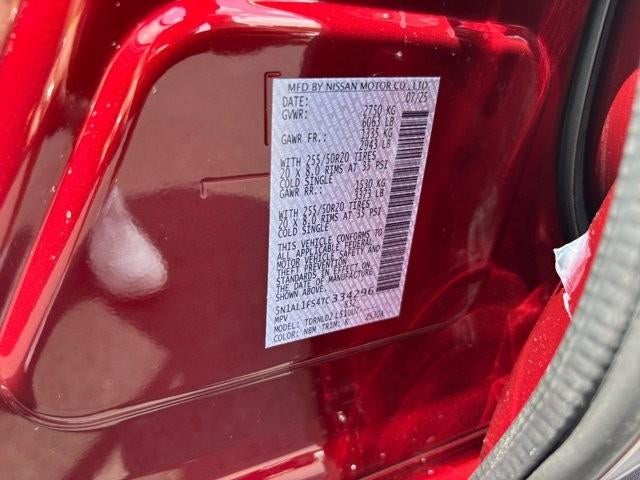 MFD BY NISSAN MOTOR CO., LTD
DATE: 07/25
GVWR: 2750 KG
6063 LB
GAWR FR.: 1335 KG
2943 LB
WITH 255/50R20 TIRES
20 X 8.0 RIMS AT 35 PSI
COLD SINGLE
GAWR RR.: 1530 KG
3373 LB
WITH 255/50R20 TIRES
20 X 8.0 RIMS AT 35 PSI
COLD SINGLE
THIS VEHICLE CONFORMS TO
ALL APPLICABLE FEDERAL
MOTOR VEHICLE SAFETY AND
THEFT PREVENTION
STANDARDS IN EFFECT ON
THE DATE OF MANUFACTURE
SHOWN ABOVE.
5N1AL1FS4TC334296
MPV
MODEL:
COLOR: NBM TRIM: K